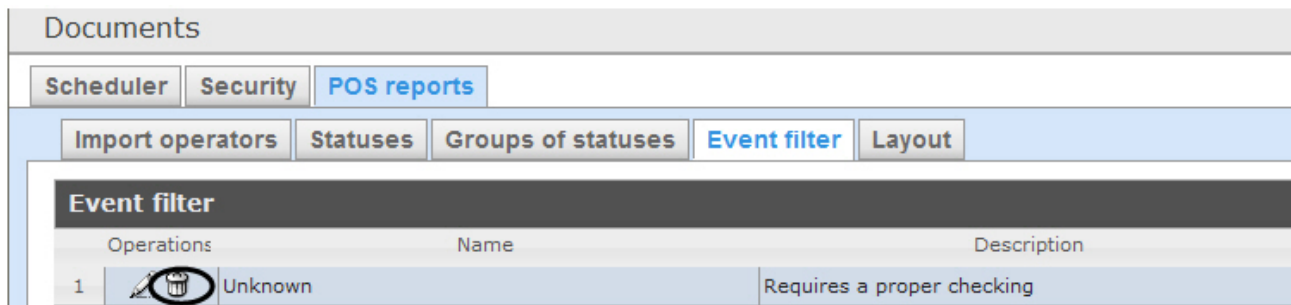 Documents
Scheduler Security POS reports
Import operators Statuses Groups of statuses Event filter Layout
Event filter
Operations Name Description
1 Unknown Requires a proper checking